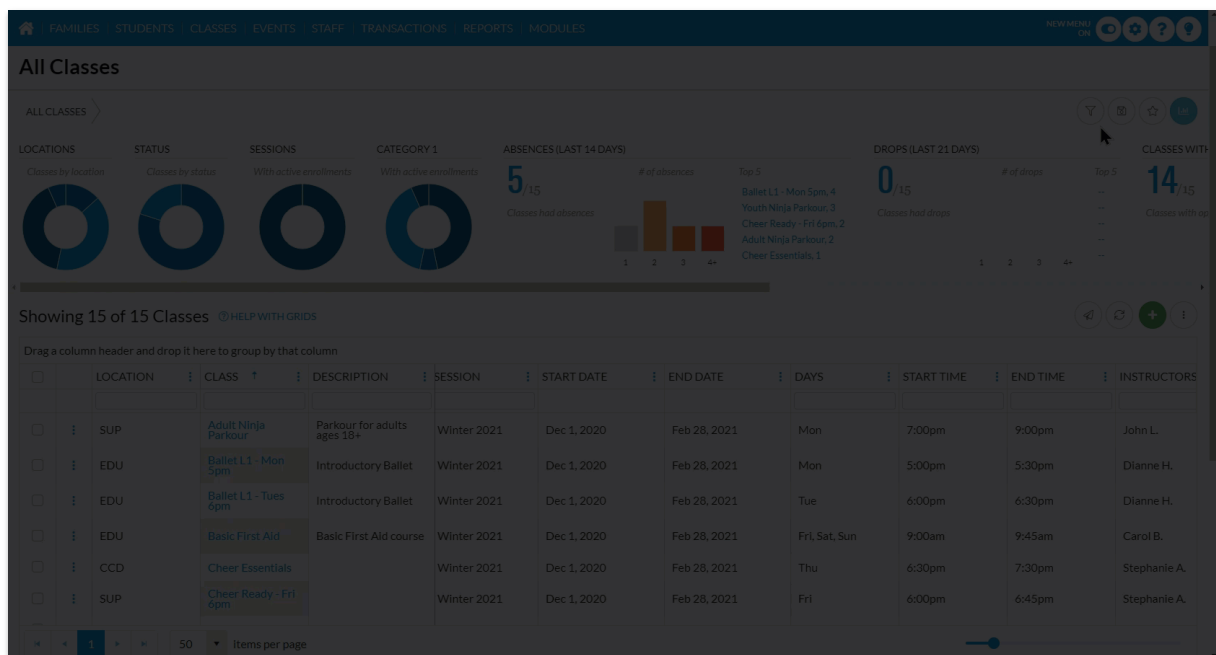 FAMILIES STUDENTS CLASSES EVENTS STAFF TRANSACTIONS REPORTS MODULES NEW MENU ON
All Classes
ALL CLASSES LH
LOCATIONS STATUS SESSIONS CATEGORY 1 ABSENCES (LAST 14 DAYS) DROPS (LAST 21 DAYS) CLASSES WITH
Classes by location Classes by status With active enrollments With active enrollments 5/15 # of absences Top 5 0/15 # of drops Top 5 14/15
Ballet L1 - Mon 5pm, 4 --
Youth Ninja Parkour, 3 --
Classes had absences Cheer Ready - Fri 6pm, 2 Classes had drops -- Classes with op
Adult Ninja Parkour, 2 --
Cheer Essentials, 1 --
1 2 3 4+ 1 2 3 4+
Showing 15 of 15 Classes ? HELP WITH GRIDS
Drag a column header and drop it here to group by that column
LOCATION CLASS ↑ DESCRIPTION SESSION START DATE END DATE DAYS START TIME END TIME INSTRUCTORS
SUP Adult Ninja Parkour Parkour for adults ages 18+ Winter 2021 Dec 1, 2020 Feb 28, 2021 Mon 7:00pm 9:00pm John L.
EDU Ballet L1 - Mon 5pm Introductory Ballet Winter 2021 Dec 1, 2020 Feb 28, 2021 Mon 5:00pm 5:30pm Dianne H.
EDU Ballet L1 - Tues 6pm Introductory Ballet Winter 2021 Dec 1, 2020 Feb 28, 2021 Tue 6:00pm 6:30pm Dianne H.
EDU Basic First Aid Basic First Aid course Winter 2021 Dec 1, 2020 Feb 28, 2021 Fri, Sat, Sun 9:00am 9:45am Carol B.
CCD Cheer Essentials Winter 2021 Dec 1, 2020 Feb 28, 2021 Thu 6:30pm 7:30pm Stephanie A.
SUP Cheer Ready - Fri 6pm Winter 2021 Dec 1, 2020 Feb 28, 2021 Fri 6:00pm 6:45pm Stephanie A.
1 50 Items per page